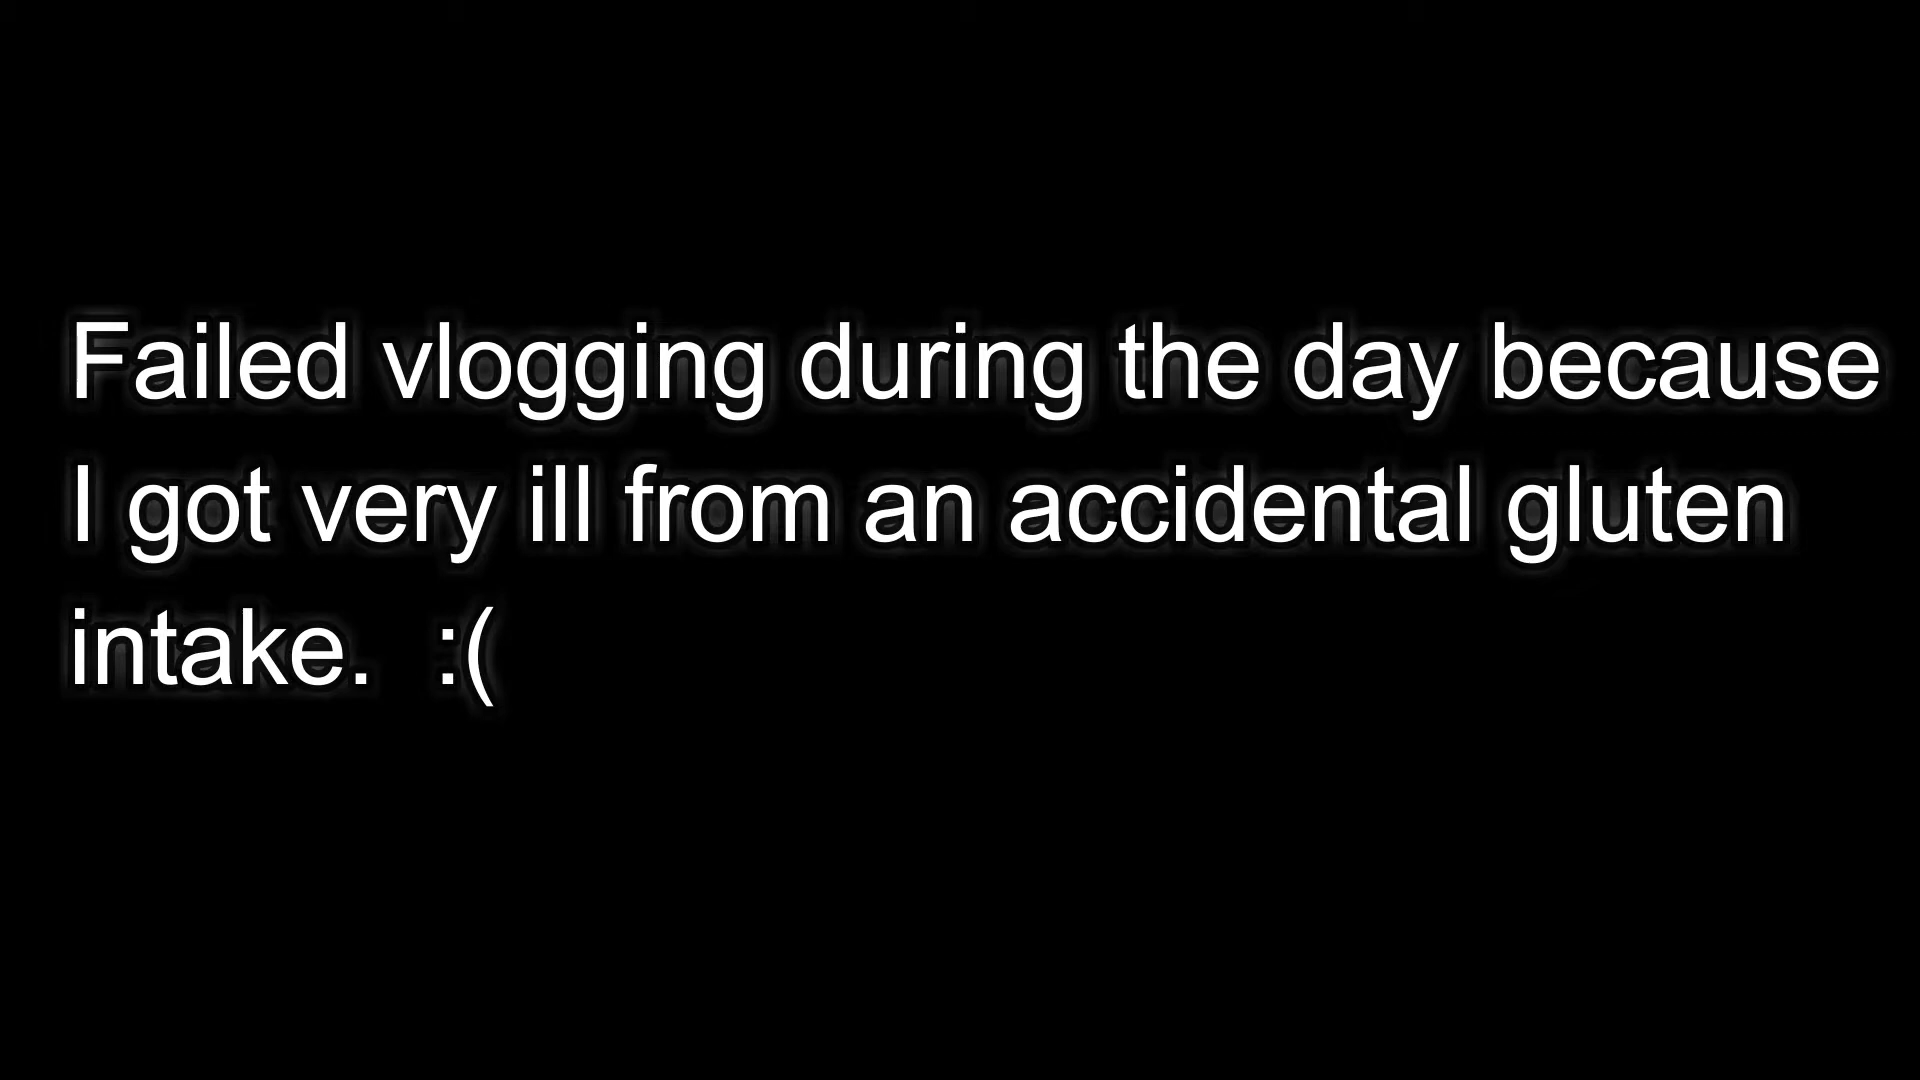 Failed vlogging during the day because
I got very ill from an accidental gluten
intake.  :(